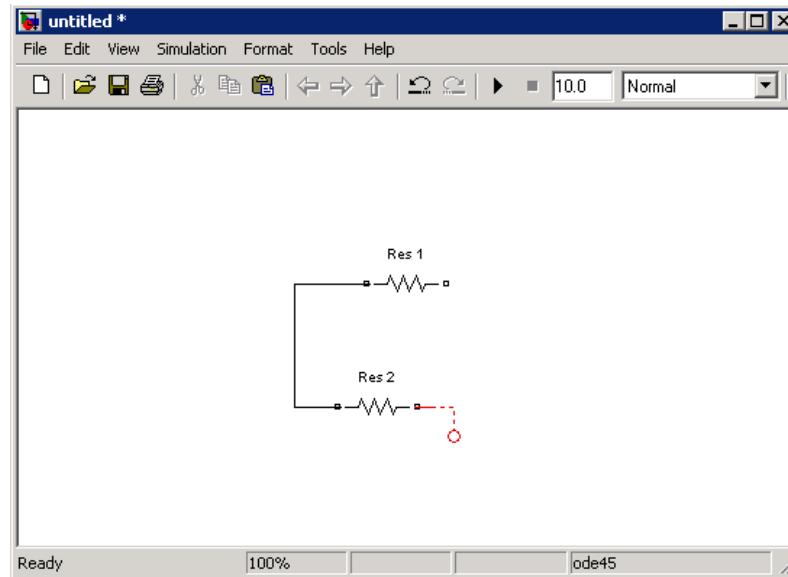 untitled *
File Edit View Simulation Format Tools Help
10.0 Normal
Res 1
Res 2
Ready 100% ode45